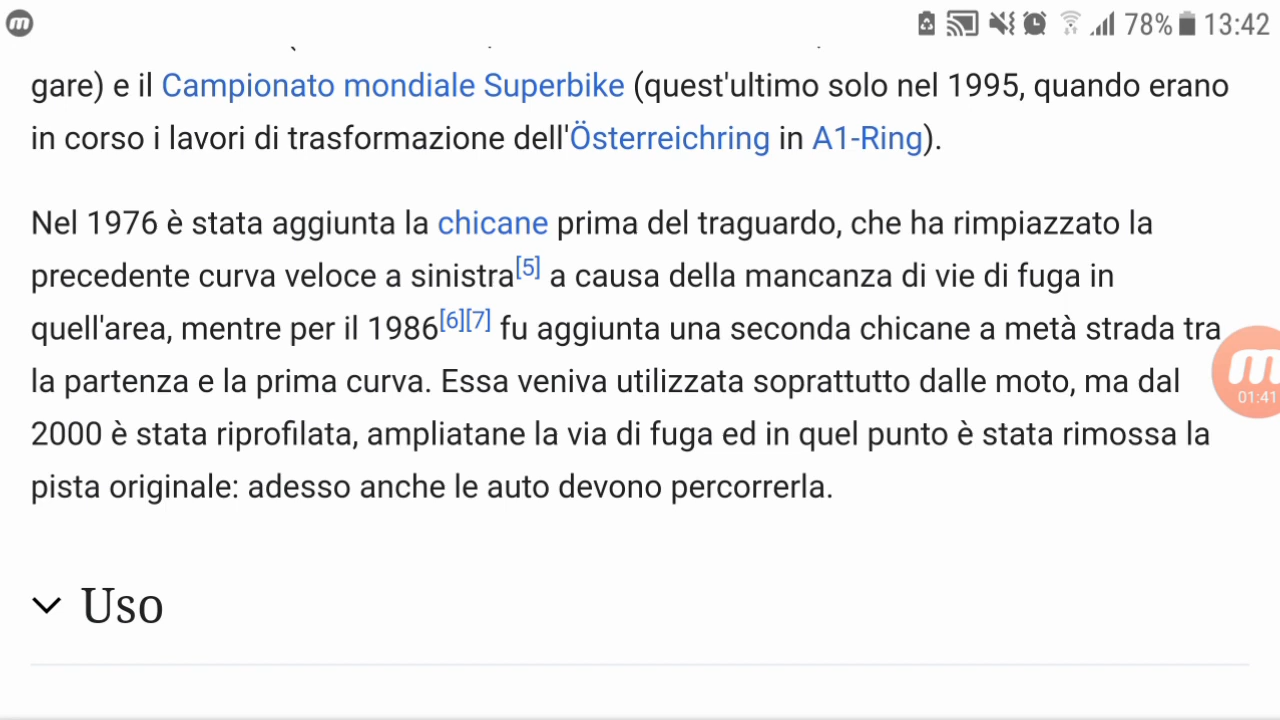 78% 13:42
gare) e il Campionato mondiale Superbike (quest'ultimo solo nel 1995, quando erano
in corso i lavori di trasformazione dell'Österreichring in A1-Ring).
Nel 1976 è stata aggiunta la chicane prima del traguardo, che ha rimpiazzato la
precedente curva veloce a sinistra[5] a causa della mancanza di vie di fuga in
quell'area, mentre per il 1986[6][7] fu aggiunta una seconda chicane a metà strada tra
la partenza e la prima curva. Essa veniva utilizzata soprattutto dalle moto, ma dal
01:41
2000 è stata riprofilata, ampliatane la via di fuga ed in quel punto è stata rimossa la
pista originale: adesso anche le auto devono percorrerla.
Uso